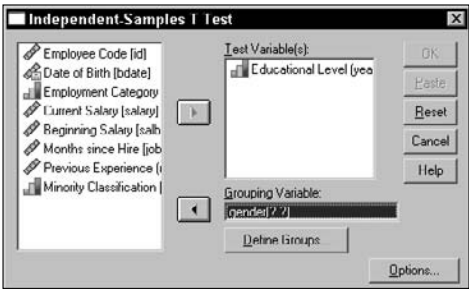 Independent-Samples T Test
Employee Code [id]
Date of Birth [bdate]
Employment Category
Current Salary [salary]
Beginning Salary [salb
Months since Hire [job
Previous Experience (
Minority Classification [
Test Variable(s):
Educational Level (yea
Grouping Variable:
gender(? ?)
Define Groups...
OK
Paste
Reset
Cancel
Help
Options...